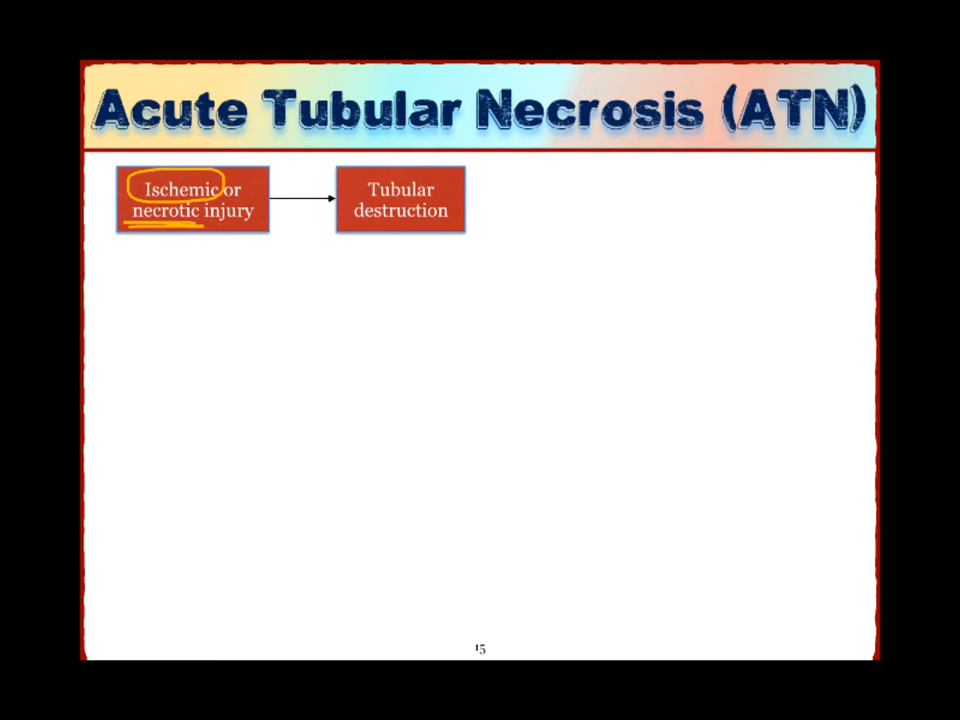 Acute Tubular Necrosis (ATN)
Ischemic or
necrotic injury
Tubular
destruction
15